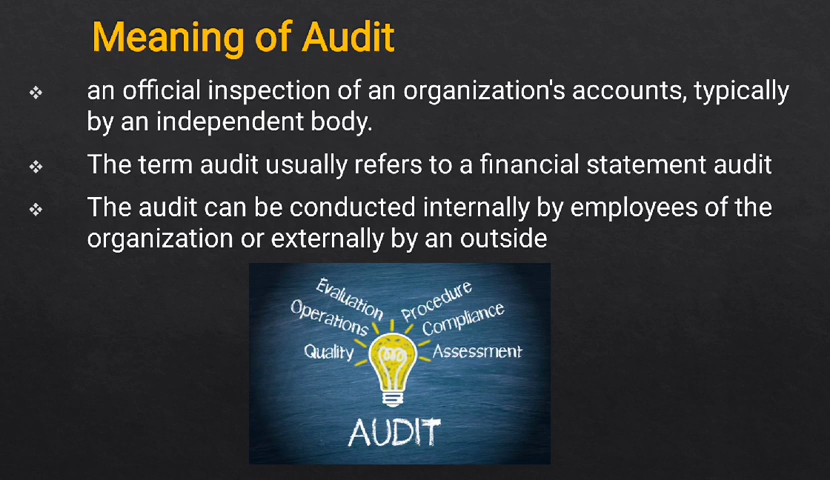 Meaning of Audit
an official inspection of an organization's accounts, typically
by an independent body.
The term audit usually refers to a financial statement audit
The audit can be conducted internally by employees of the
organization or externally by an outside
Evaluation
Procedure
Operations
Compliance
Quality
Assessment
AUDIT